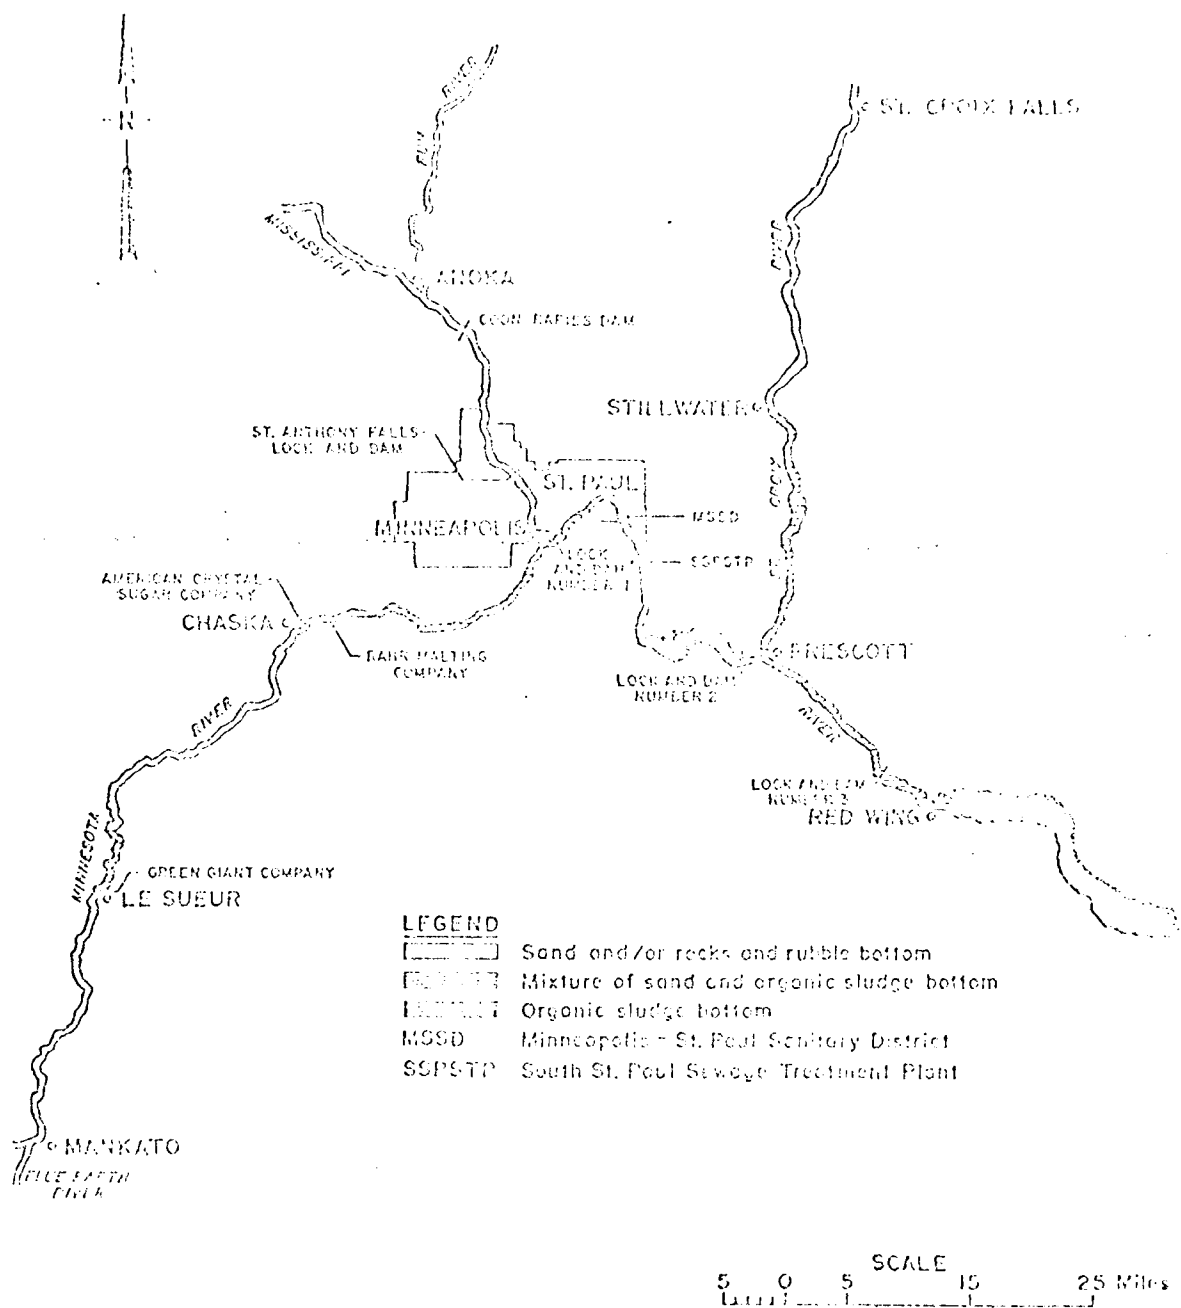 N
RUM
RIVER
ST. CROIX FALLS
MISSISSIPPI
RIVER
ANOKA
COON RAPIDS DAM
STILLWATER
ST. ANTHONY FALLS
LOCK AND DAM
ST. PAUL
CROIX
MSSD
MINNEAPOLIS
LOCK
AND DAM
NUMBER 1
SSPSTP
AMERICAN CRYSTAL
SUGAR COMPANY
CHASKA
RAHR MALTING
COMPANY
PRESCOTT
LOCK AND DAM
NUMBER 2
RIVER
RIVER
LOCK AND DAM
NUMBER 3
RED WING
MINNESOTA
GREEN GIANT COMPANY
LE SUEUR
LEGEND
Sand and/or rocks and rubble bottom
Mixture of sand and organic sludge bottom
Organic sludge bottom
MSSD Minneapolis - St. Paul Sanitary District
SSPSTP South St. Paul Sewage Treatment Plant
MANKATO
BLUE EARTH
RIVER
SCALE
5 0 5 15 25 Miles